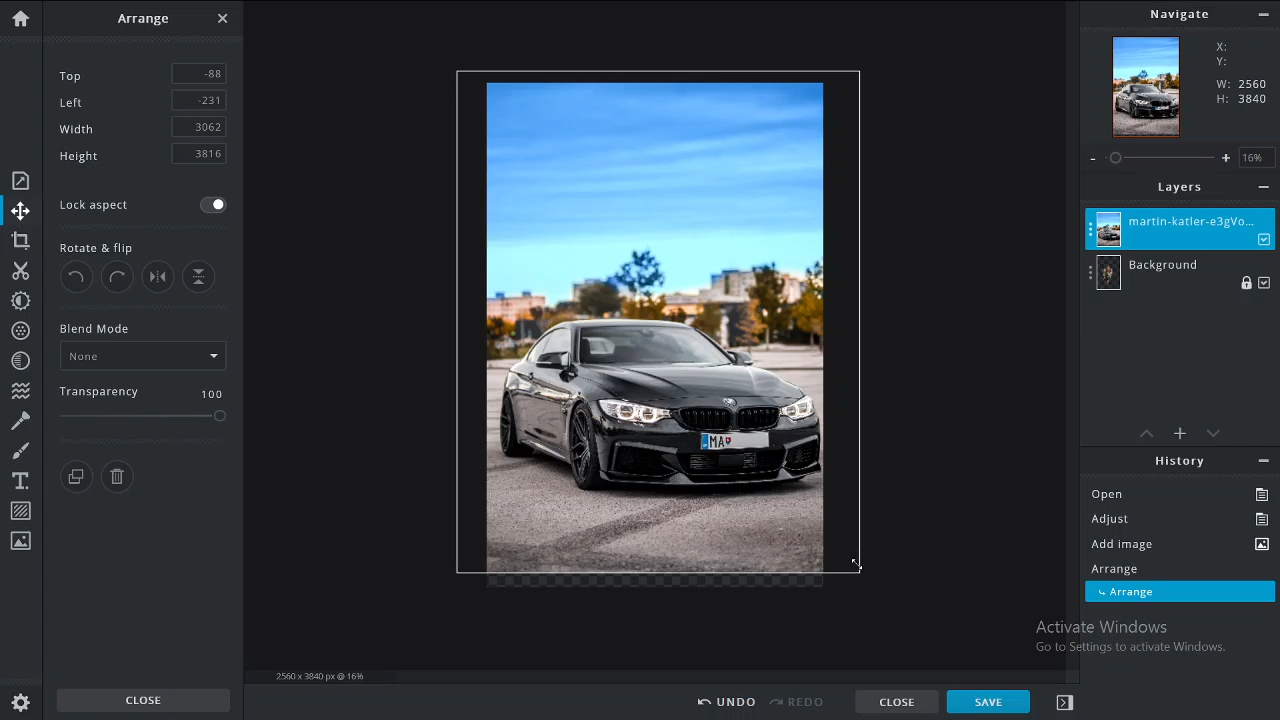 Arrange
Top -88
Left -231
Width 3062
Height 3816
Lock aspect
Rotate & flip
Blend Mode
None
Transparency 100
CLOSE
MA
2560 x 3840 px @ 16%
UNDO REDO CLOSE SAVE
Navigate
X:
Y:
W: 2560
H: 3840
- + 16%
Layers
martin-katler-e3gVo...
Background
History
Open
Adjust
Add image
Arrange
Arrange
Activate Windows
Go to Settings to activate Windows.